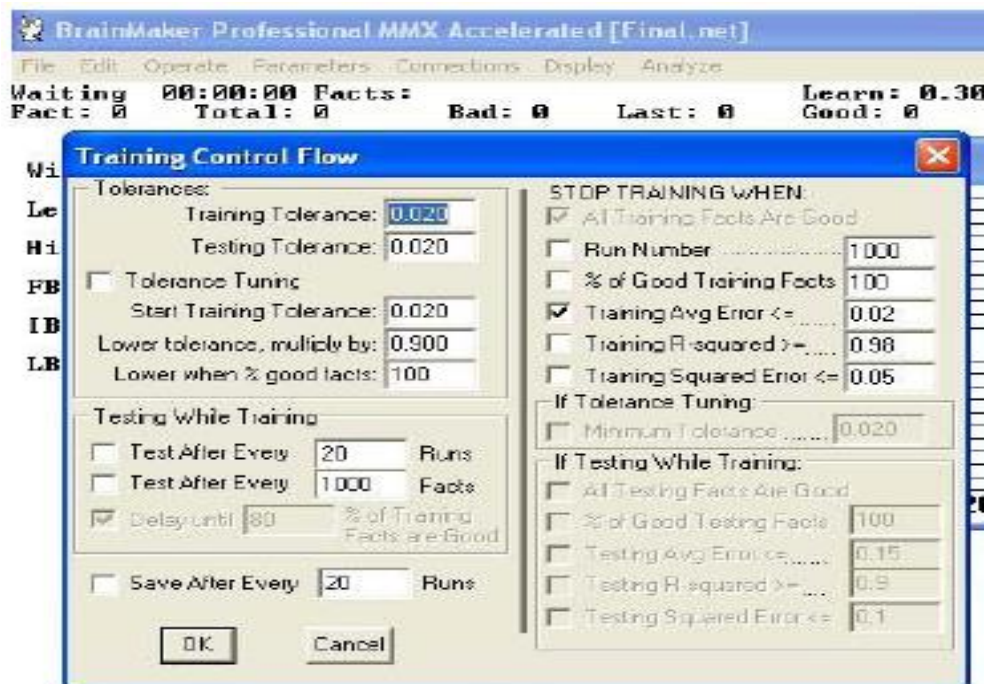 BrainMaker Professional MMX Accelerated [Final.net]
File Edit Operate Parameters Connections Display Analyze
Waiting 00:00:00 Facts: Learn: 0.30
Fact: 0 Total: 0 Bad: 0 Last: 0 Good: 0
Training Control Flow
Wi
Le
Hi
FB
IB
LB
Tolerances:
Training Tolerance: 0.020
Testing Tolerance: 0.020
Tolerance Tuning
Start Training Tolerance: 0.020
Lower tolerance, multiply by: 0.900
Lower when % good facts: 100
Testing While Training
Test After Every 20 Runs
Test After Every 1000 Facts
Delay until 80 % of Training
Facts are Good
Save After Every 20 Runs
OK Cancel
STOP TRAINING WHEN:
All Training Facts Are Good
Run Number .................. 1000
% of Good Training Facts 100
Training Avg Error <= ...... 0.02
Training R-squared >= ..... 0.98
Training Squared Error <= 0.05
If Tolerance Tuning:
Minimum Tolerance ....... 0.020
If Testing While Training:
All Testing Facts Are Good
% of Good Testing Facts 100
Testing Avg Error <= ...... 0.15
Testing R-squared >= .... 0.9
Testing Squared Error <= 0.1